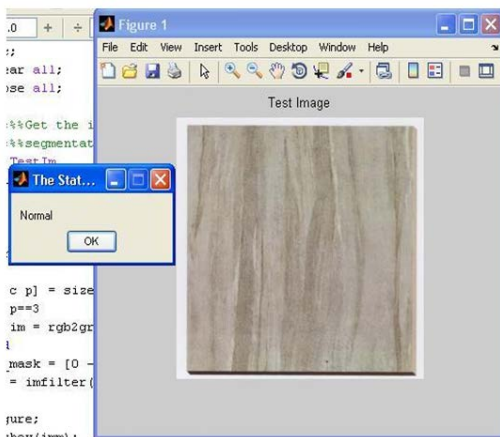 .0 + ÷
Figure 1
File Edit View Insert Tools Desktop Window Help
;
ear all;
ose all;
Test Image
%%Get the i
%%segmentat
TestIm
The Stat...
Normal
OK
c p] = size
p==3
im = rgb2gr
mask = [0 -
= imfilter(
gure;